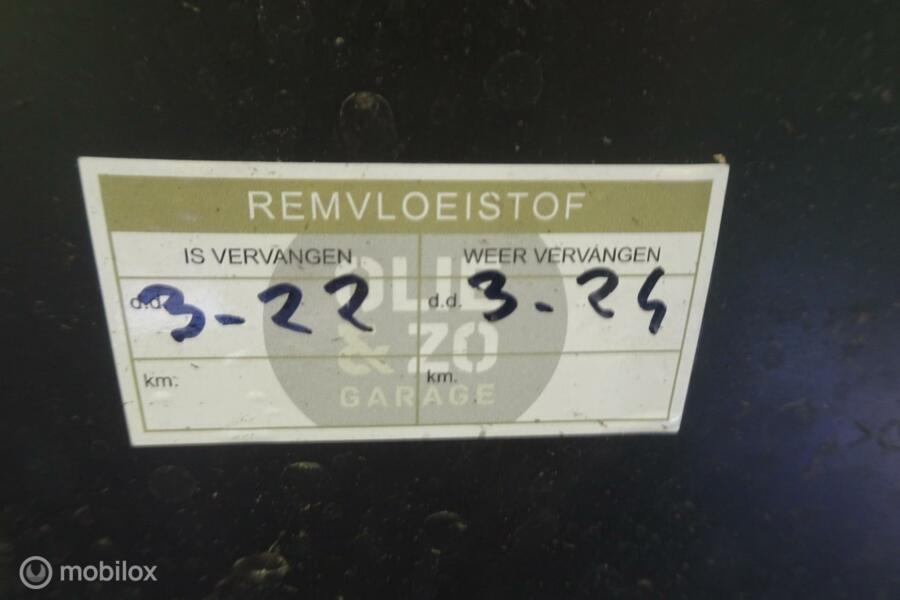 REMVLOEISTOF
IS VERVANGEN
WEER VERVANGEN
d.d. 3-22
d.d. 3-24
km.
km.
OLIE
& ZO
GARAGE
mobilox